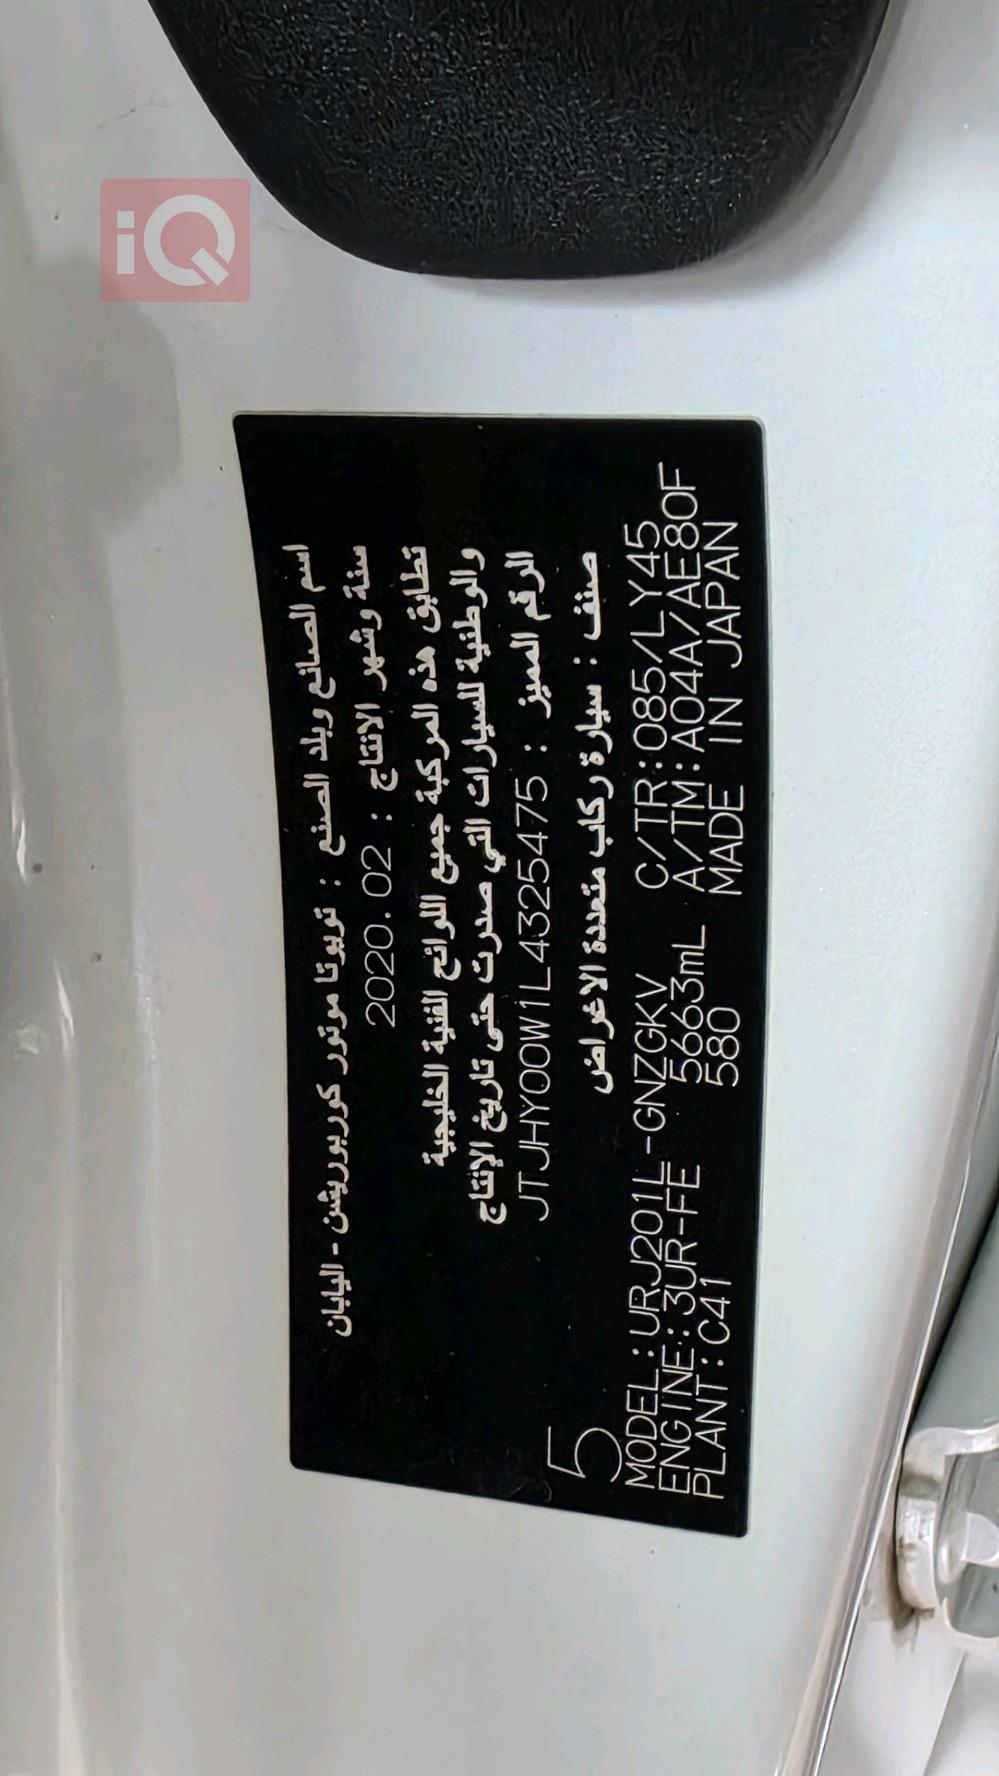 iQ
اسم الصانع وبلد الصنع : تويوتا موتور كوربوريشن - اليابان
سنة وشهر الانتاج : 2020.02
تطابق هذه المركبة جميع اللوائح الفنية الخليجية
والوطنية للسيارات التي صدرت حتى تاريخ الإنتاج
الرقم المميز : JTJHY00W1L4325475
صنف : سيارة ركاب متعددة الاغراض
5
MODEL :URJ201L-GNZGKV C/TR:085/LY45
ENGINE:3UR-FE 5663mL A/TM:A04A/AE80F
PLANT:C41 580 MADE IN JAPAN